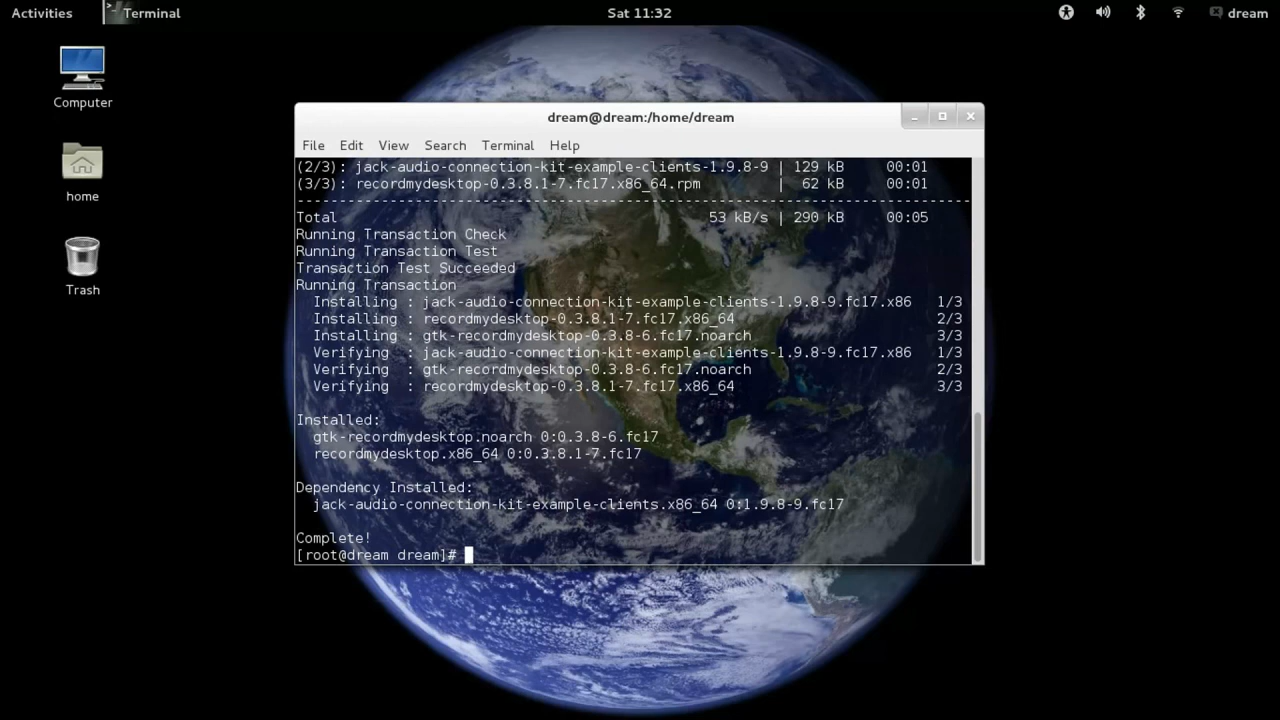 Activities Terminal Sat 11:32 dream
Computer
home
Trash
dream@dream:/home/dream
File Edit View Search Terminal Help
(2/3): jack-audio-connection-kit-example-clients-1.9.8-9 | 129 kB 00:01
(3/3): recordmydesktop-0.3.8.1-7.fc17.x86_64.rpm | 62 kB 00:01
--------------------------------------------------------------------------------
Total 53 kB/s | 290 kB 00:05
Running Transaction Check
Running Transaction Test
Transaction Test Succeeded
Running Transaction
Installing : jack-audio-connection-kit-example-clients-1.9.8-9.fc17.x86 1/3
Installing : recordmydesktop-0.3.8.1-7.fc17.x86_64 2/3
Installing : gtk-recordmydesktop-0.3.8-6.fc17.noarch 3/3
Verifying : jack-audio-connection-kit-example-clients-1.9.8-9.fc17.x86 1/3
Verifying : gtk-recordmydesktop-0.3.8-6.fc17.noarch 2/3
Verifying : recordmydesktop-0.3.8.1-7.fc17.x86_64 3/3
Installed:
gtk-recordmydesktop.noarch 0:0.3.8-6.fc17
recordmydesktop.x86_64 0:0.3.8.1-7.fc17
Dependency Installed:
jack-audio-connection-kit-example-clients.x86_64 0:1.9.8-9.fc17
Complete!
[root@dream dream]#